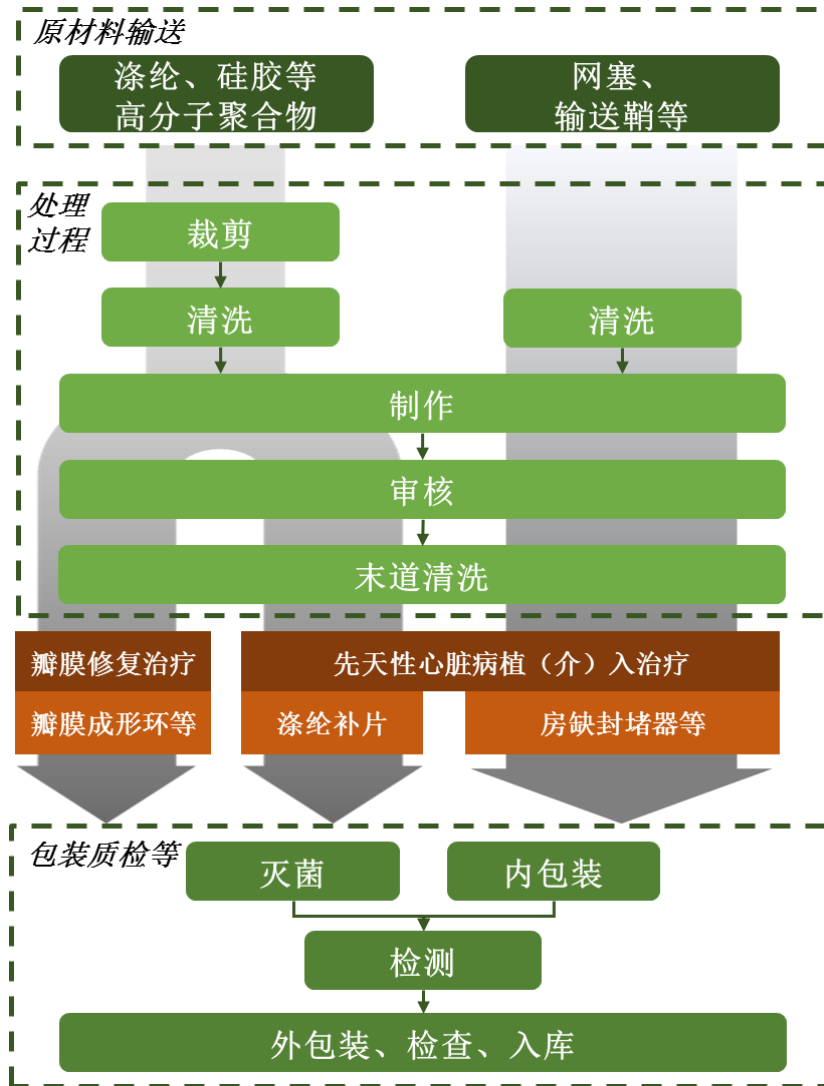 原材料输送
涤纶、硅胶等
高分子聚合物
网塞、
输送鞘等
处理
过程
裁剪
清洗
清洗
制作
审核
末道清洗
瓣膜修复治疗
先天性心脏病植（介）入治疗
瓣膜成形环等
涤纶补片
房缺封堵器等
包装质检等
灭菌
内包装
检测
外包装、检查、入库